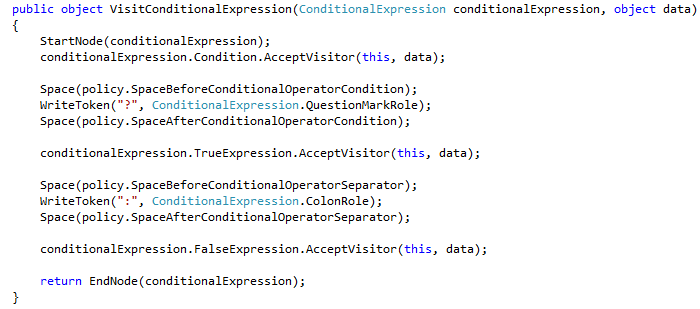 public object VisitConditionalExpression(ConditionalExpression conditionalExpression, object data)
{
    StartNode(conditionalExpression);
    conditionalExpression.Condition.AcceptVisitor(this, data);

    Space(policy.SpaceBeforeConditionalOperatorCondition);
    WriteToken("?", ConditionalExpression.QuestionMarkRole);
    Space(policy.SpaceAfterConditionalOperatorCondition);

    conditionalExpression.TrueExpression.AcceptVisitor(this, data);

    Space(policy.SpaceBeforeConditionalOperatorSeparator);
    WriteToken(":", ConditionalExpression.ColonRole);
    Space(policy.SpaceAfterConditionalOperatorSeparator);

    conditionalExpression.FalseExpression.AcceptVisitor(this, data);

    return EndNode(conditionalExpression);
}